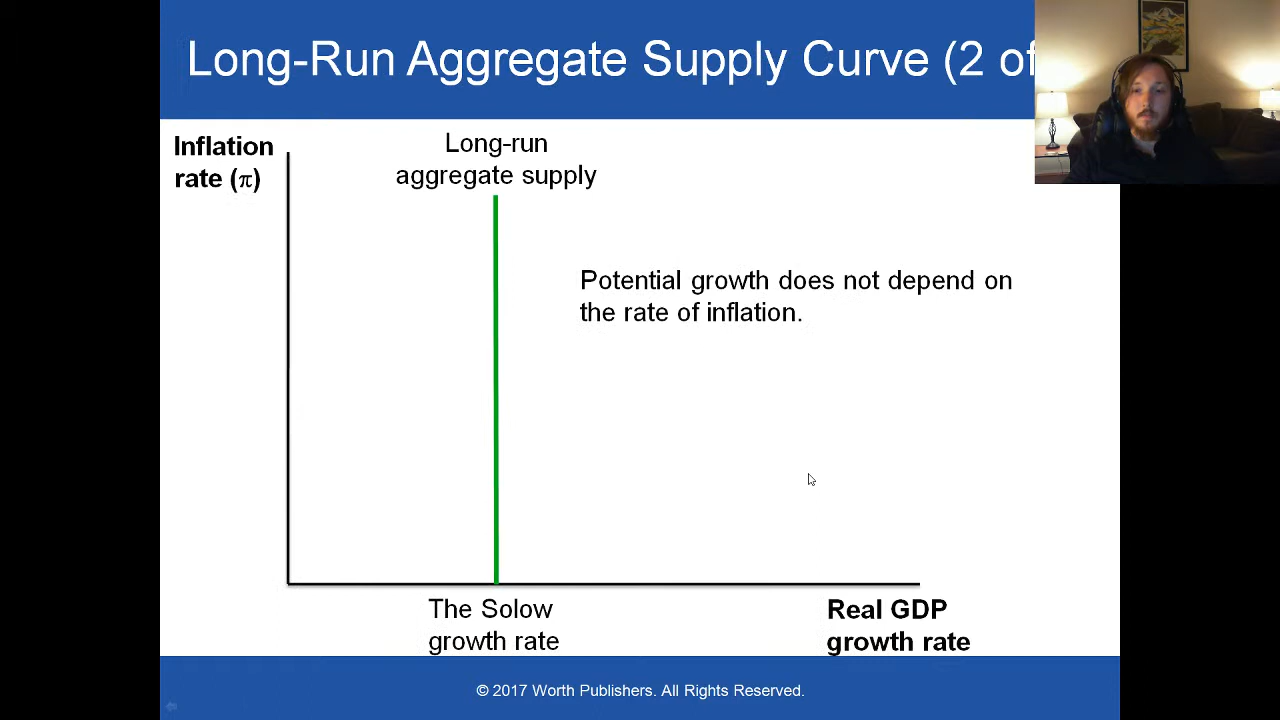 Long-Run Aggregate Supply Curve (2 of
Inflation
rate (π)
Long-run
aggregate supply
Potential growth does not depend on
the rate of inflation.
The Solow
growth rate
Real GDP
growth rate
© 2017 Worth Publishers. All Rights Reserved.